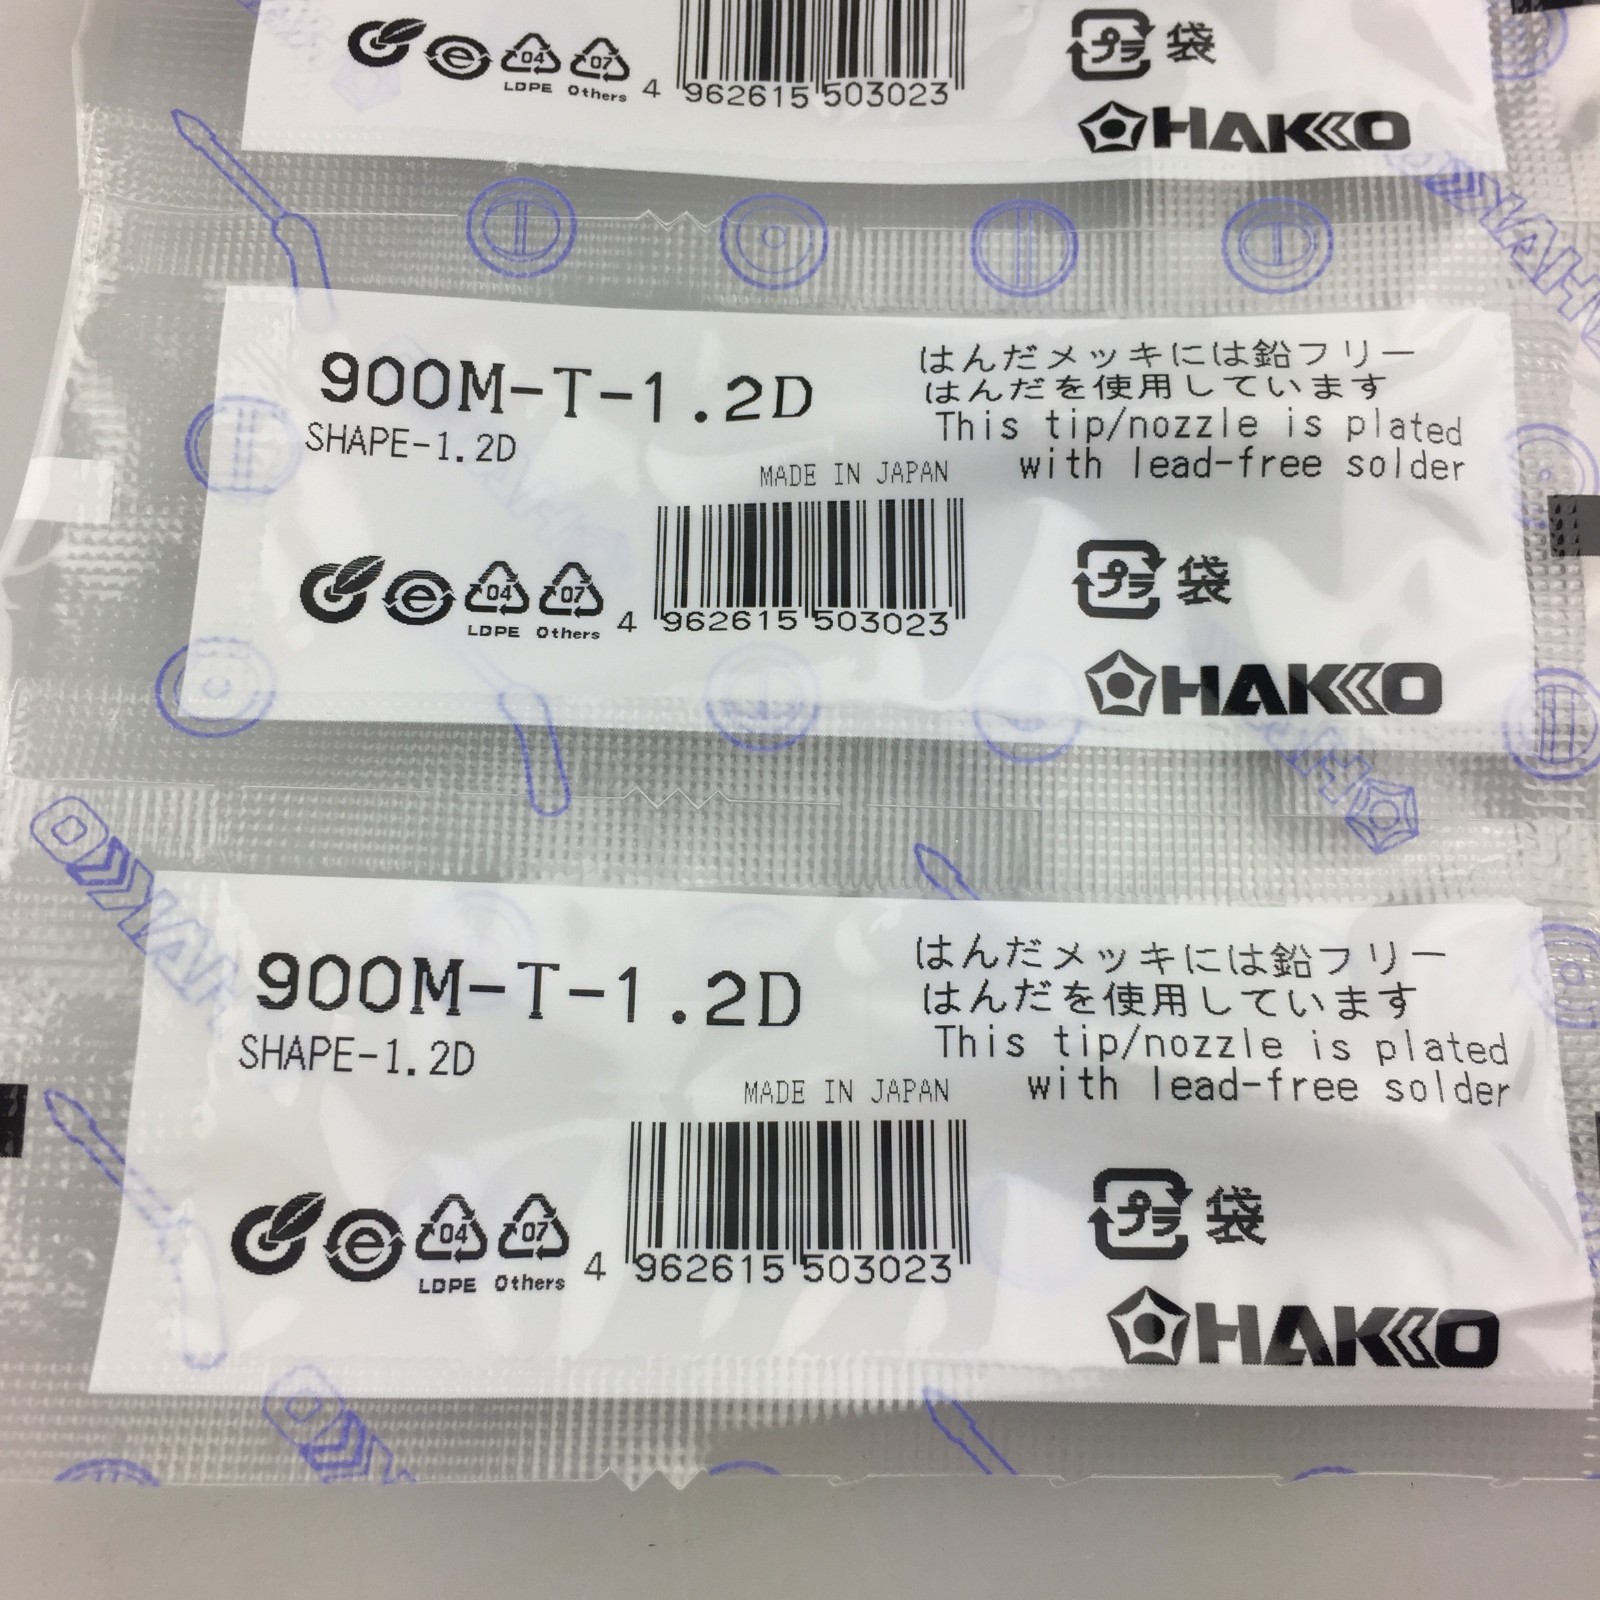 04 07
LDPE Others
4 962615 503023
プラ 袋
HAKKO
900M-T-1.2D
SHAPE-1.2D
はんだメッキには鉛フリー
はんだを使用しています
This tip/nozzle is plated
with lead-free solder
MADE IN JAPAN
04 07
LDPE Others
4 962615 503023
プラ 袋
HAKKO
HAKKO
HAKKO
900M-T-1.2D
SHAPE-1.2D
はんだメッキには鉛フリー
はんだを使用しています
This tip/nozzle is plated
with lead-free solder
MADE IN JAPAN
04 07
LDPE Others
4 962615 503023
プラ 袋
HAKKO
HAKKO